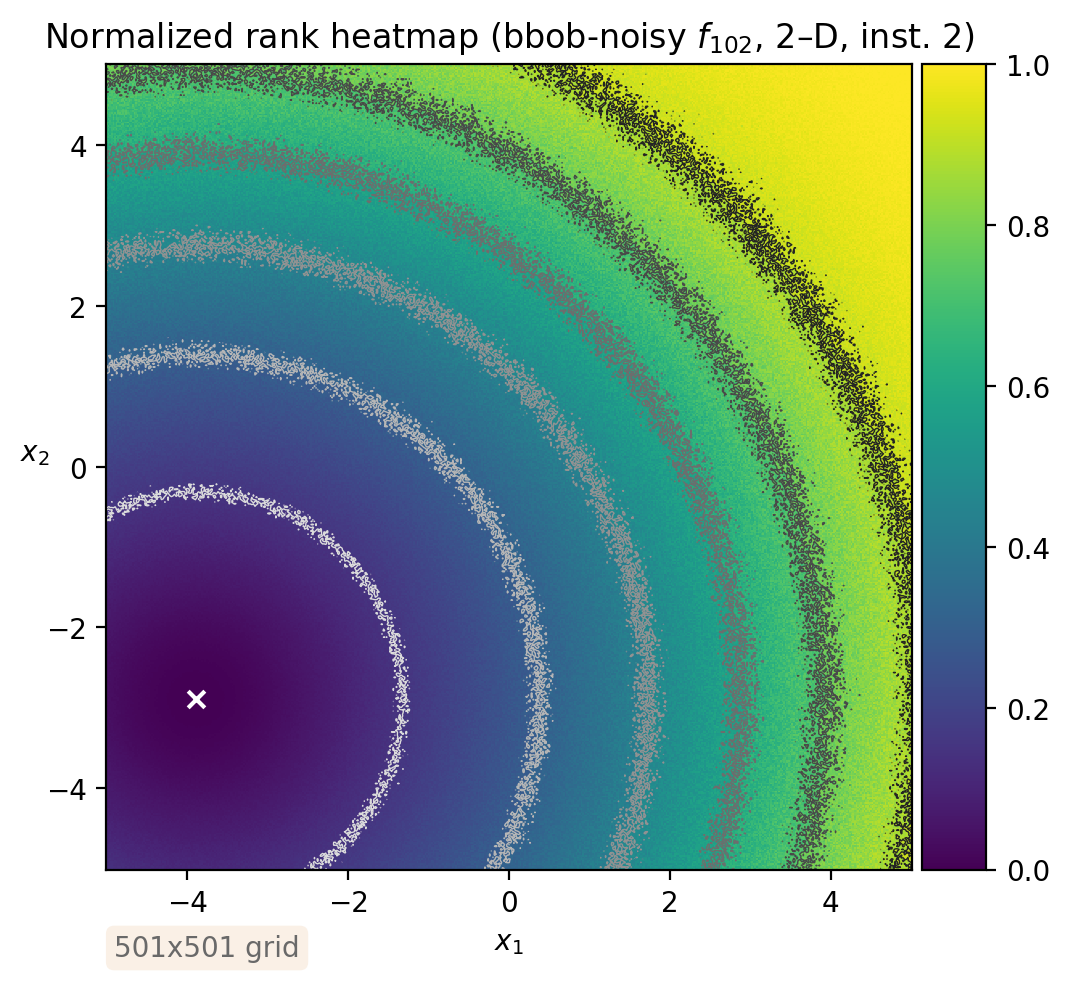 Normalized rank heatmap (bbob-noisy f₁₀₂, 2–D, inst. 2)
1.0
4
0.8
2
0.6
x₂
0
0.4
−2
0.2
−4
0.0
−4 −2 0 2 4
501x501 grid
x₁